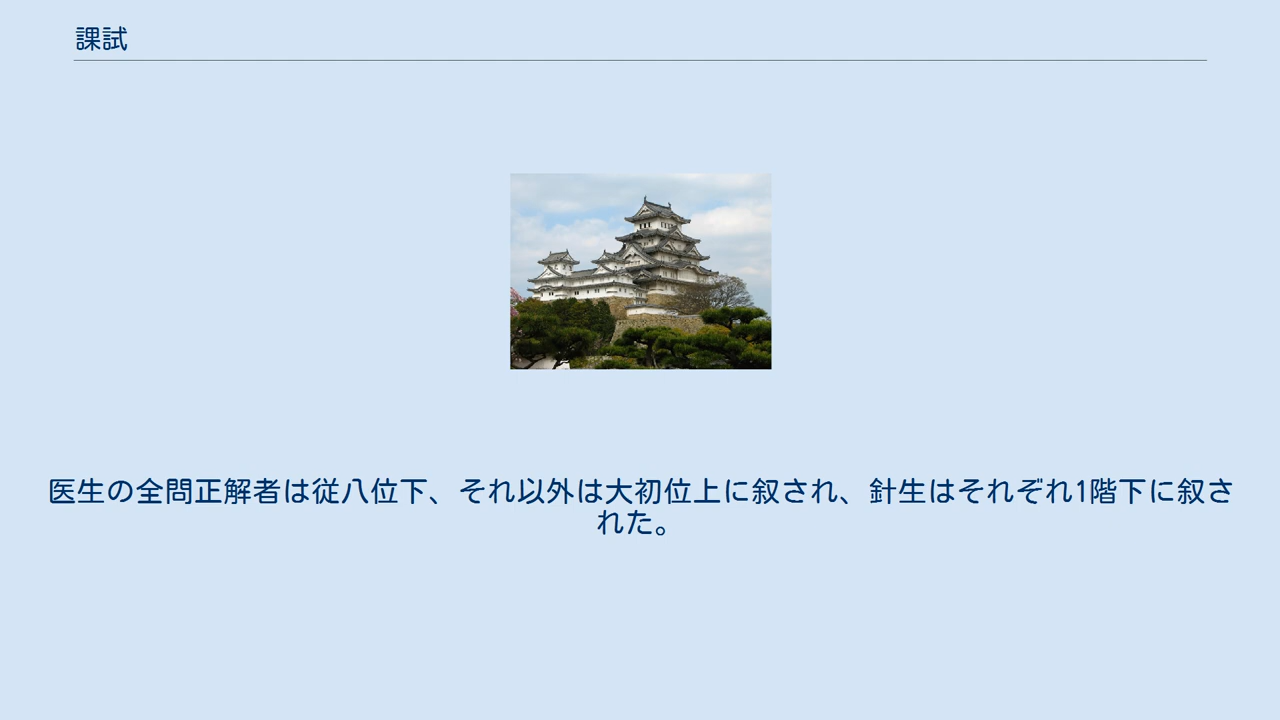 課試
医生の全問正解者は従八位下、それ以外は大初位上に叙され、針生はそれぞれ1階下に叙さ
れた。